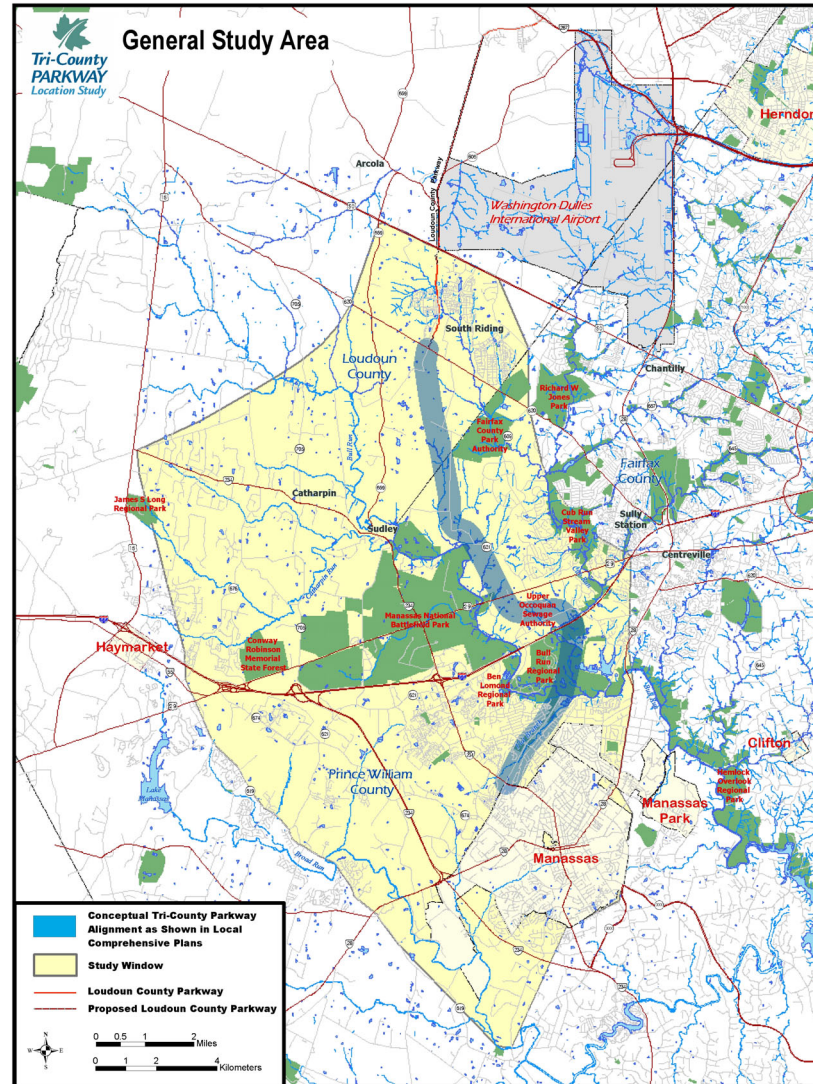 Tri-County
PARKWAY
Location Study
General Study Area
267
Herndon
Arcola
Loudoun County Parkway
Washington Dulles
International Airport
South Riding
Loudoun
County
Chantilly
Richard W
Jones
Park
Fairfax
County
Park
Authority
Fairfax
County
Bull Run
Catharpin
James S Long
Regional Park
Sudley
Cub Run
Stream
Valley
Park
Sully
Station
Centreville
Catharpin Run
Manassas National
Battlefield Park
Upper
Occoquan
Sewage
Authority
Haymarket
Conway
Robinson
Memorial
State Forest
Bull
Run
Regional
Park
Ben
Lomond
Regional
Park
Prince William
County
Clifton
Hemlock
Overlook
Regional
Park
Manassas
Park
Lake
Manassas
Broad Run
Manassas
Conceptual Tri-County Parkway
Alignment as Shown in Local
Comprehensive Plans
Study Window
Loudoun County Parkway
Proposed Loudoun County Parkway
N
W E
S
0 0.5 1 2
Miles
0 1 2 4
Kilometers